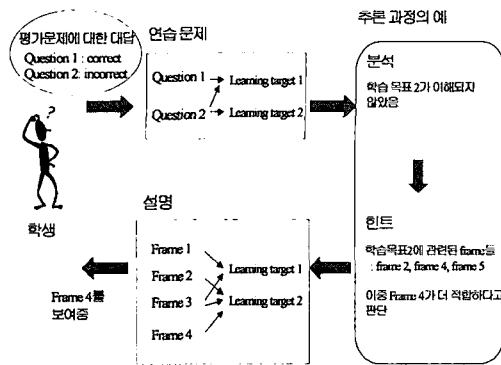 평가문제에 대한 대답
Question 1 : correct
Question 2: incorrect
?
학생
연습 문제
Question 1
Question 2
Learning target 1
Learning target 2
추론 과정의 예
분석
학습 목표 2가 이해되지
않았음
힌트
학습목표2에 관련된 frame들
: frame 2, frame 4, frame 5
이중 Frame 4가 더 적합하다고
판단
설명
Frame 1
Frame 2
Frame 3
Frame 4
Learning target 1
Learning target 2
Frame 4를
보여줌